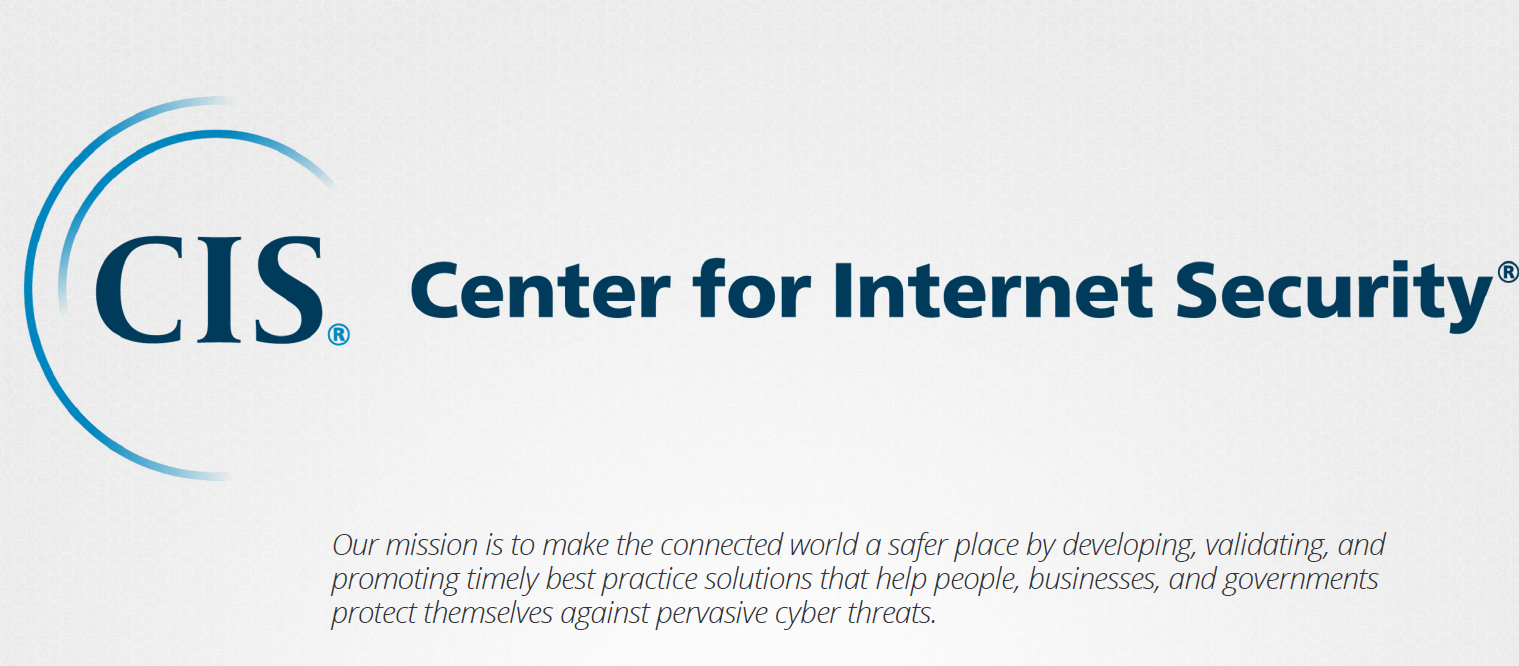 CIS®
Center for Internet Security®
Our mission is to make the connected world a safer place by developing, validating, and
promoting timely best practice solutions that help people, businesses, and governments
protect themselves against pervasive cyber threats.